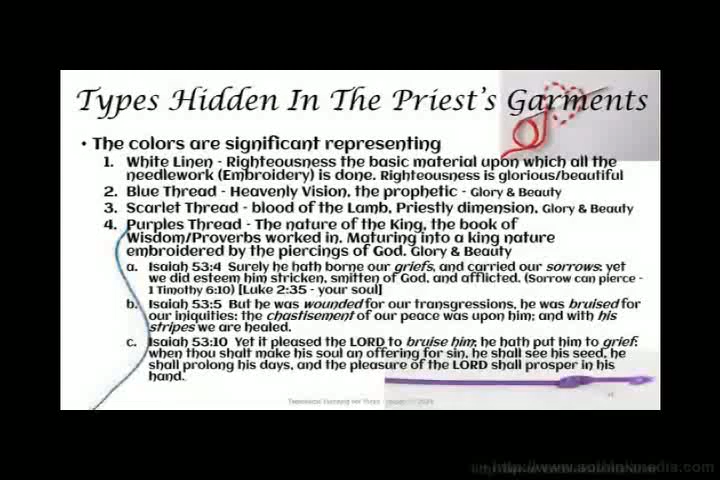 Types Hidden In The Priest's Garments
• The colors are significant representing
1. White Linen - Righteousness the basic material upon which all the
needlework (Embroidery) is done. Righteousness is glorious/beautiful
2. Blue Thread - Heavenly Vision, the prophetic - Glory & Beauty
3. Scarlet Thread - blood of the Lamb, Priestly dimension, Glory & Beauty
4. Purples Thread - The nature of the King, the book of
Wisdom/Proverbs worked in. Maturing into a king nature
embroidered by the piercings of God. Glory & Beauty
a. Isaiah 53:4 Surely he hath borne our griefs, and carried our sorrows: yet
we did esteem him stricken, smitten of God, and afflicted. (Sorrow can pierce -
1 Timothy 6:10) [Luke 2:35 - your soul]
b. Isaiah 53:5 But he was wounded for our transgressions, he was bruised for
our iniquities: the chastisement of our peace was upon him; and with his
stripes we are healed.
c. Isaiah 53:10 Yet it pleased the LORD to bruise him; he hath put him to grief:
when thou shalt make his soul an offering for sin, he shall see his seed, he
shall prolong his days, and the pleasure of the LORD shall prosper in his
hand.